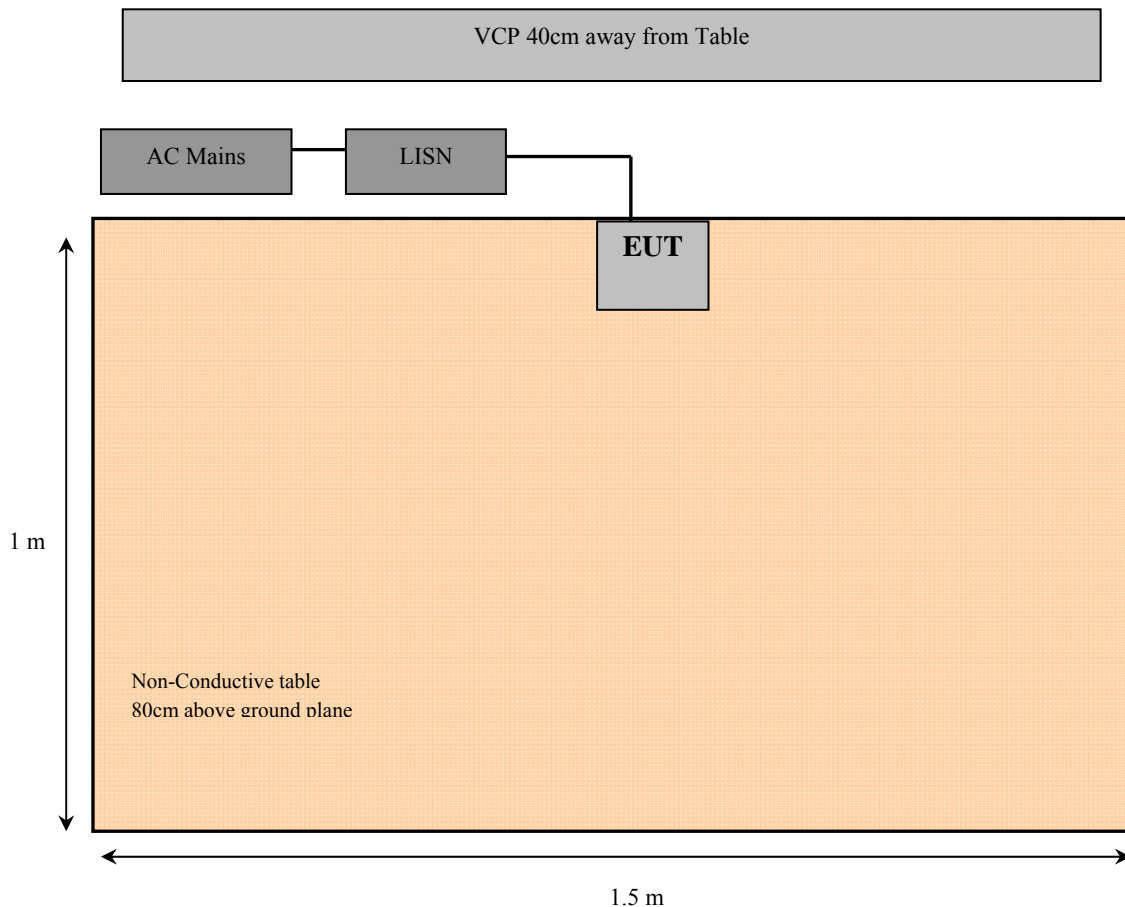 VCP 40cm away from Table
AC Mains
LISN
EUT
1 m
Non-Conductive table
80cm above ground plane
1.5 m